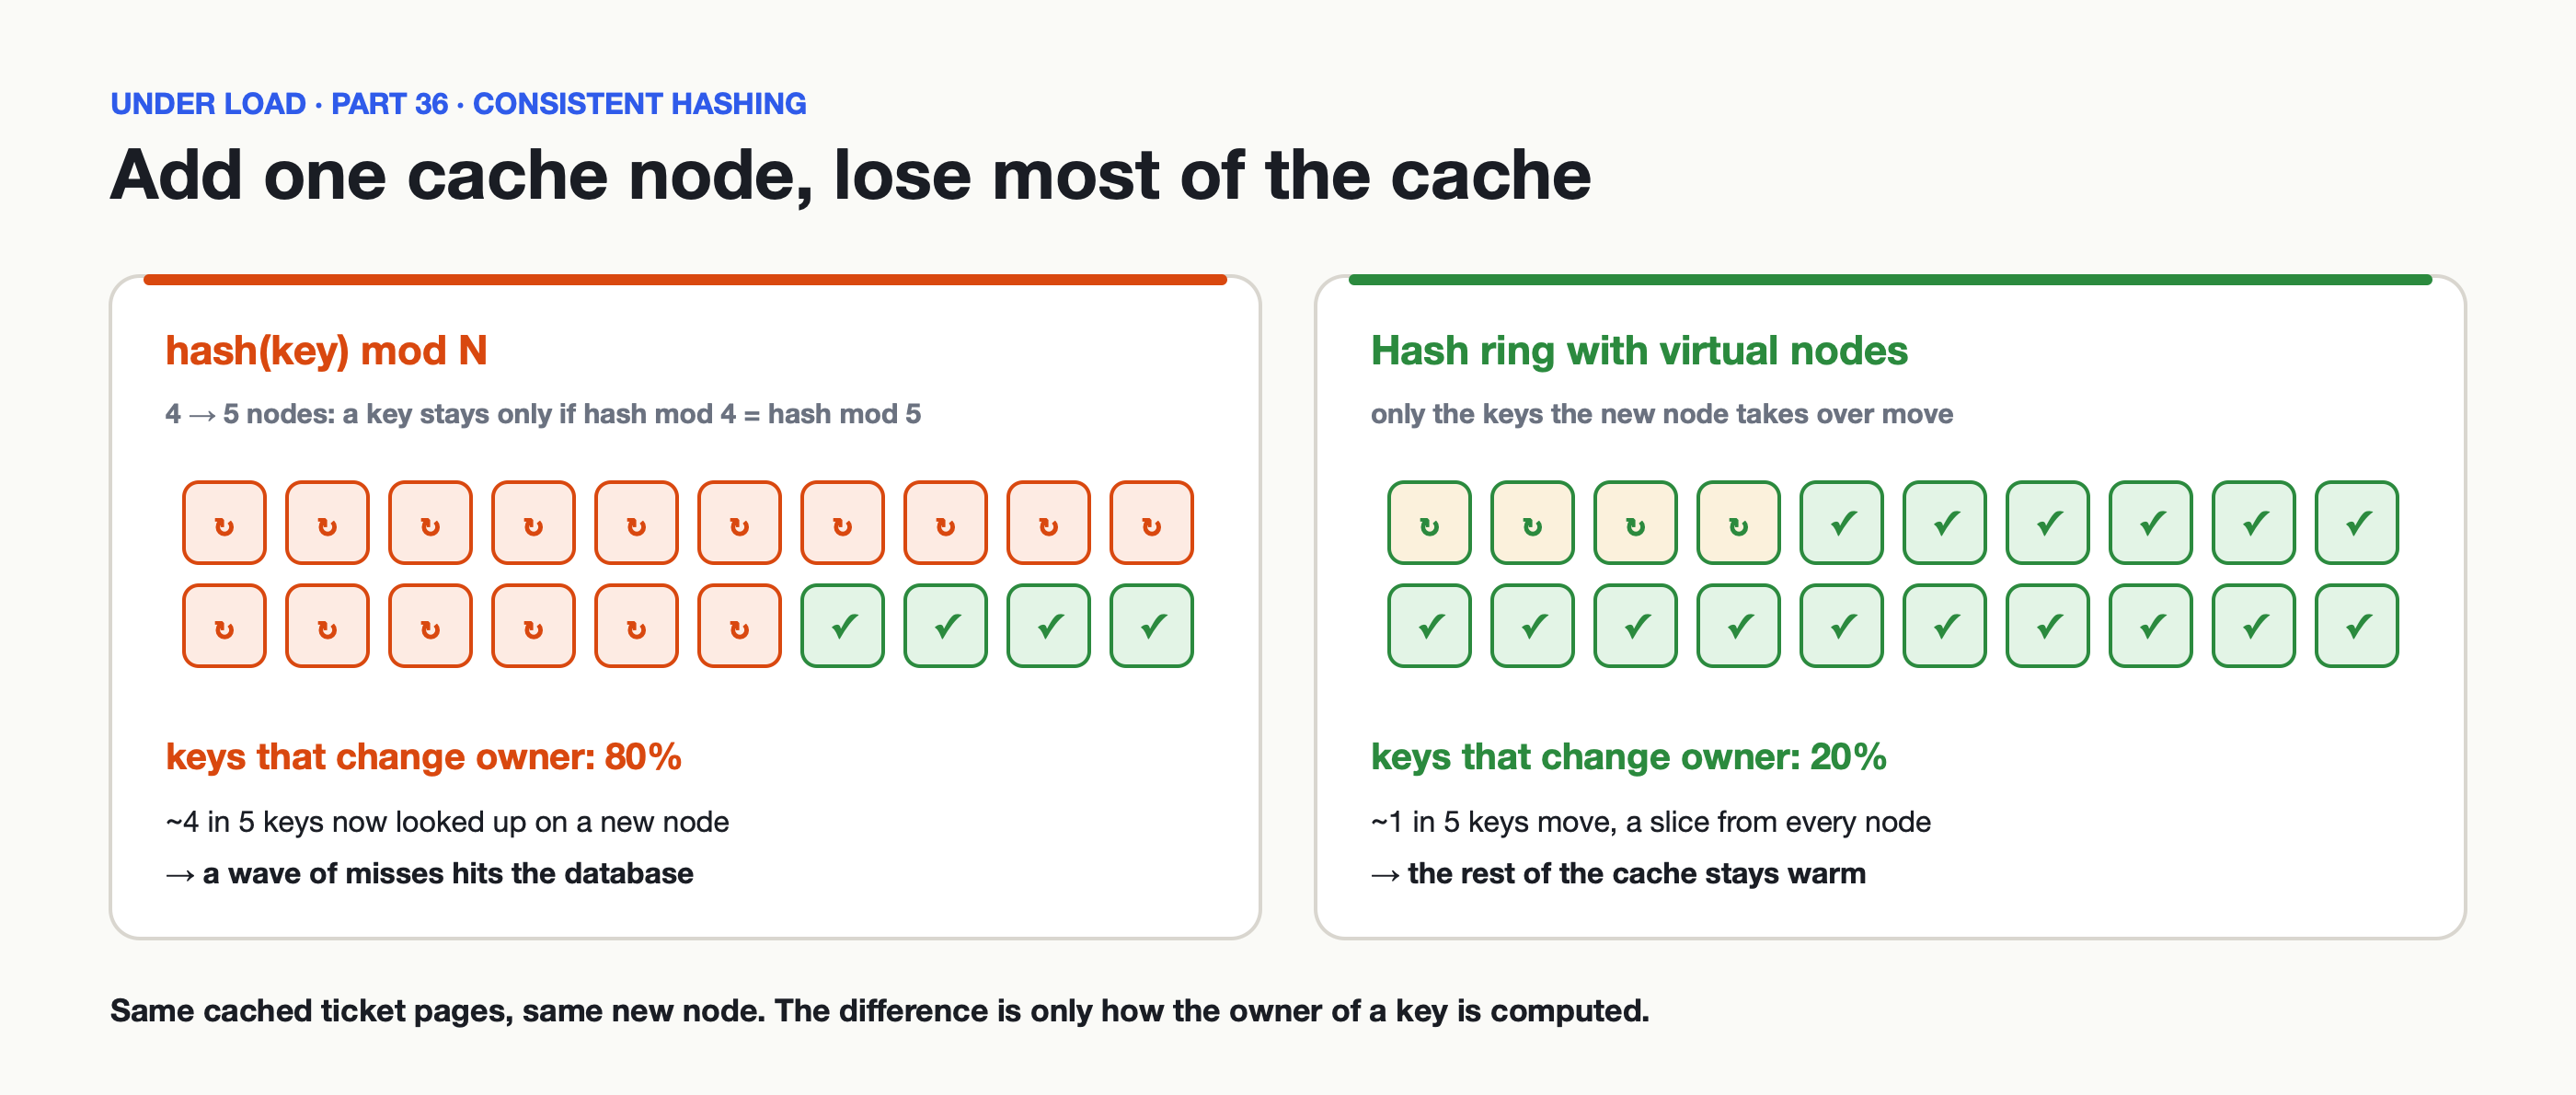 UNDER LOAD · PART 36 · CONSISTENT HASHING
Add one cache node, lose most of the cache
hash(key) mod N
4 → 5 nodes: a key stays only if hash mod 4 = hash mod 5
↻ ↻ ↻ ↻ ↻ ↻ ↻ ↻ ↻ ↻
↻ ↻ ↻ ↻ ↻ ↻ ✓ ✓ ✓ ✓
keys that change owner: 80%
~4 in 5 keys now looked up on a new node
→ a wave of misses hits the database
Hash ring with virtual nodes
only the keys the new node takes over move
↻ ↻ ↻ ↻ ✓ ✓ ✓ ✓ ✓ ✓
✓ ✓ ✓ ✓ ✓ ✓ ✓ ✓ ✓ ✓
keys that change owner: 20%
~1 in 5 keys move, a slice from every node
→ the rest of the cache stays warm
Same cached ticket pages, same new node. The difference is only how the owner of a key is computed.